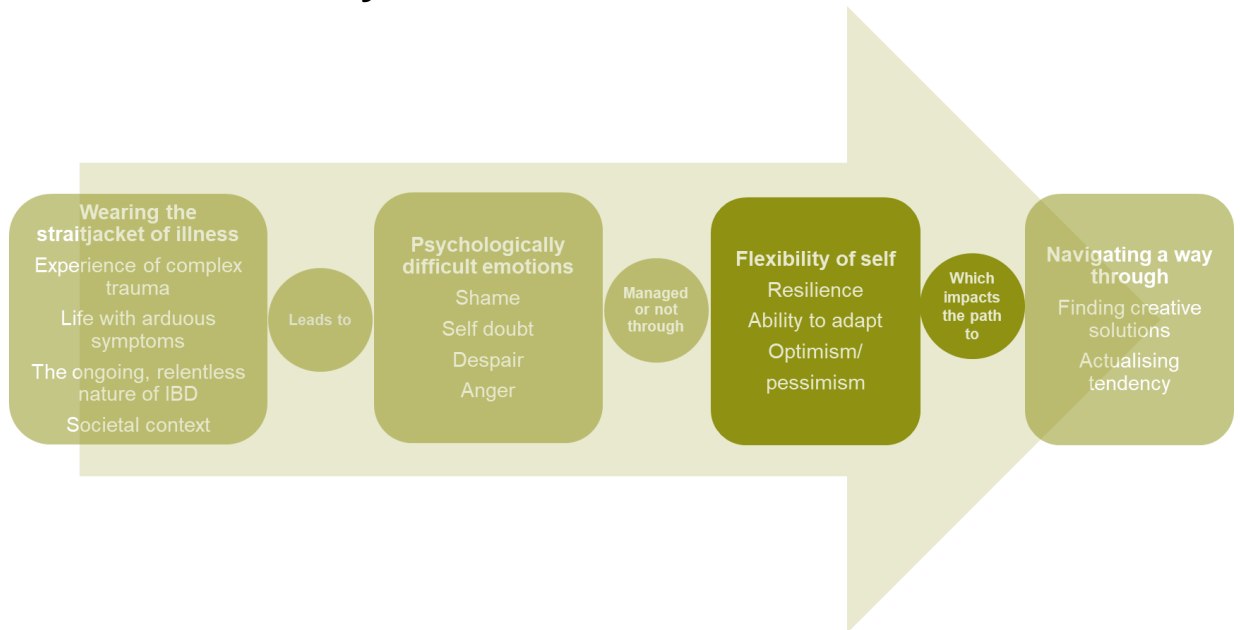 Wearing the
straitjacket of illness
Experience of complex
trauma
Life with arduous
symptoms
The ongoing, relentless
nature of IBD
Societal context
Leads to
Psychologically
difficult emotions
Shame
Self doubt
Despair
Anger
Managed
or not
through
Flexibility of self
Resilience
Ability to adapt
Optimism/
pessimism
Which
impacts
the path
to
Navigating a way
through
Finding creative
solutions
Actualising
tendency